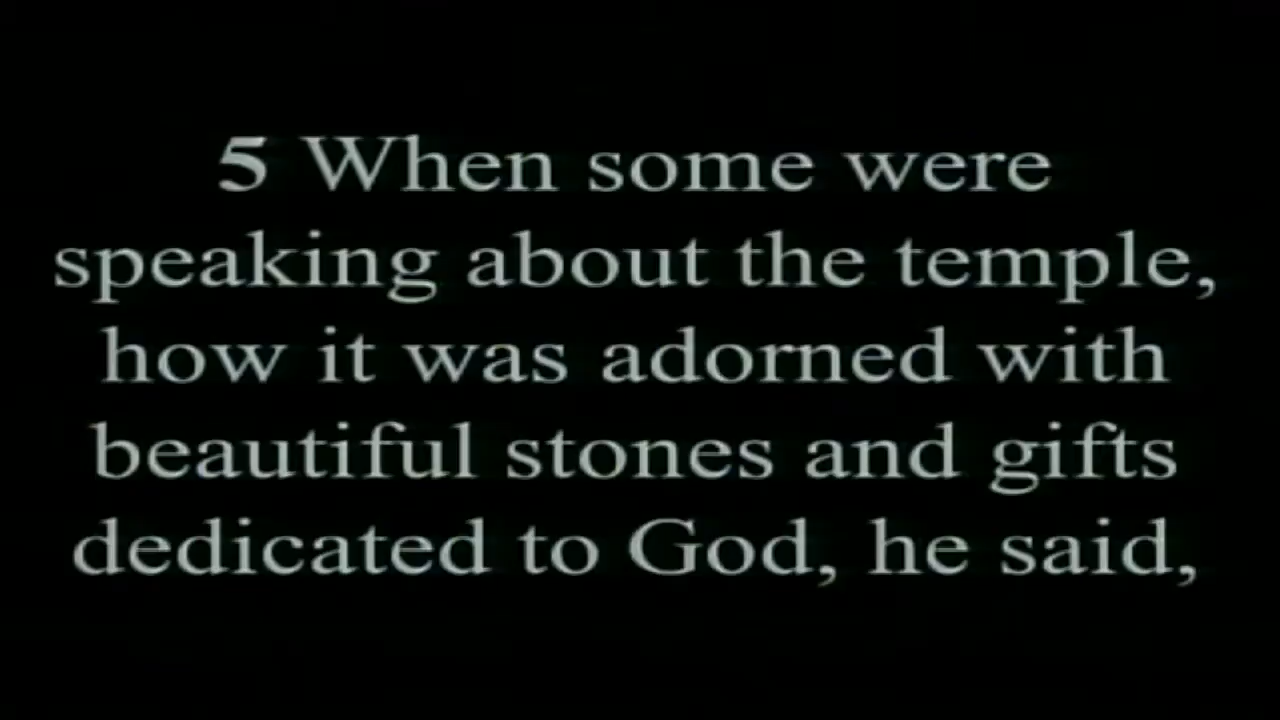 5 When some were
speaking about the temple,
how it was adorned with
beautiful stones and gifts
dedicated to God, he said,